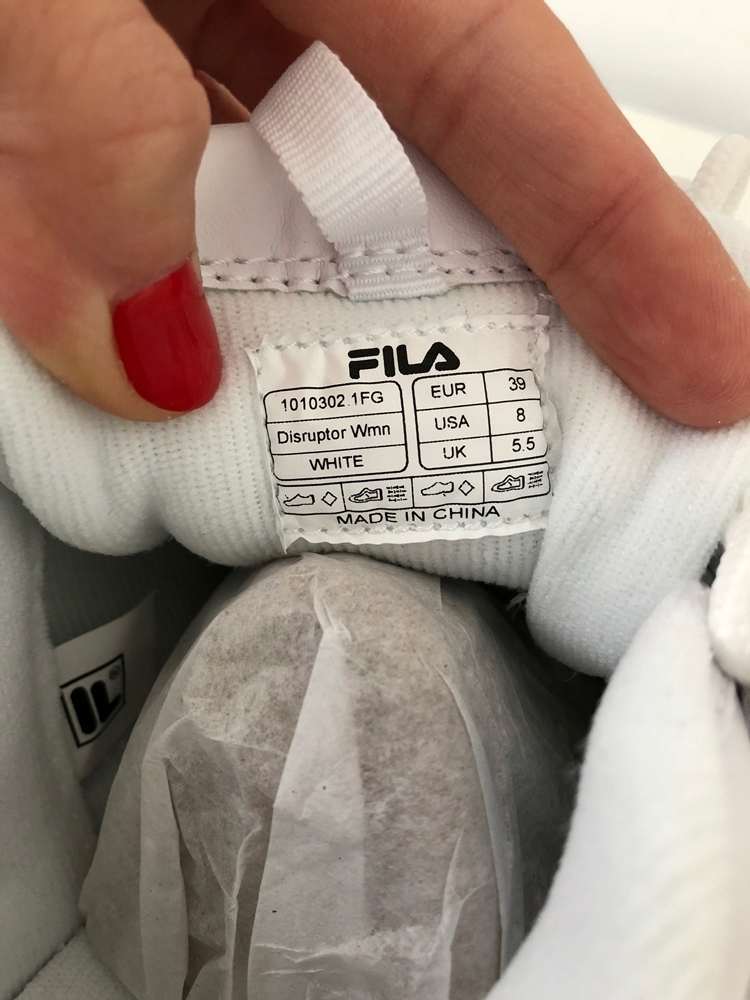 FILA
1010302.1FG
Disruptor Wmn
WHITE
EUR 39
USA 8
UK 5.5
MADE IN CHINA